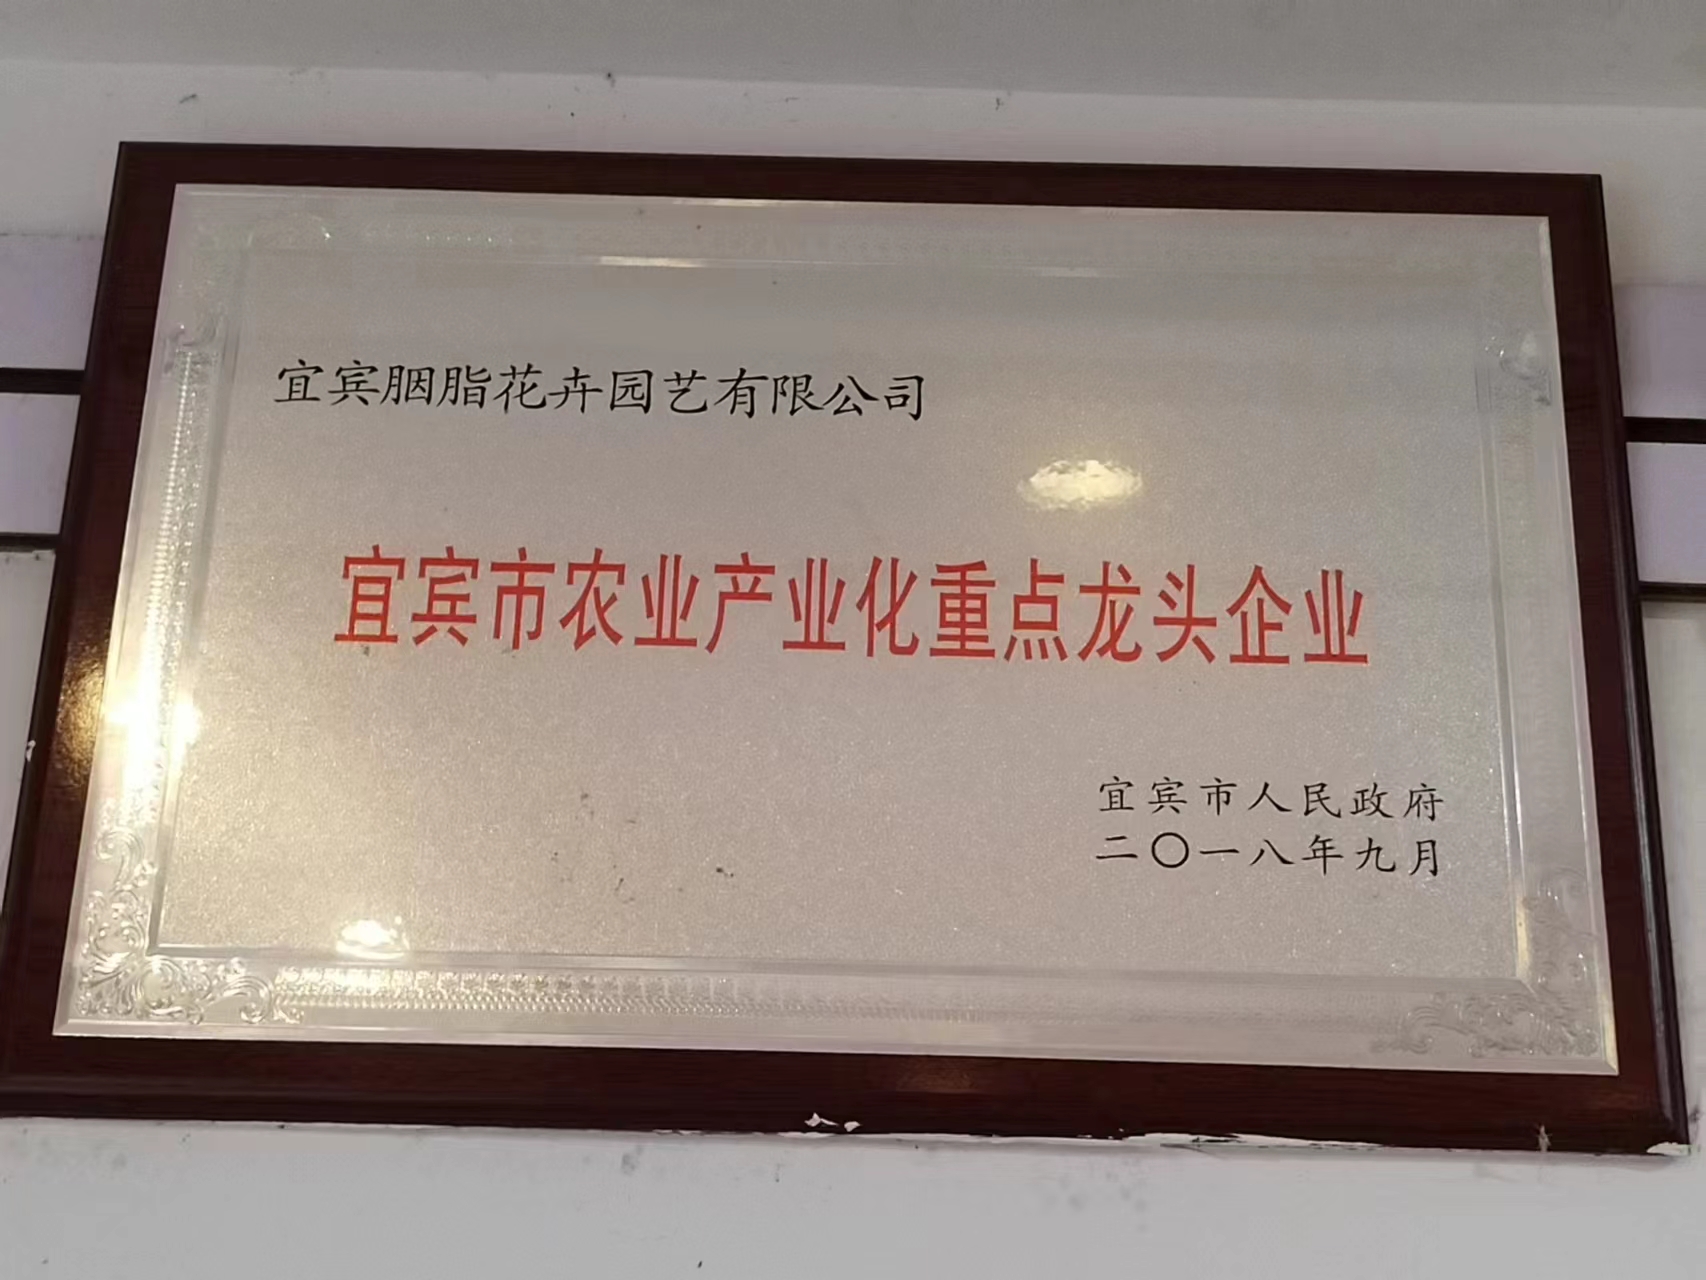 宜宾胭脂花卉园艺有限公司
宜宾市农业产业化重点龙头企业
宜宾市人民政府
二〇一八年九月